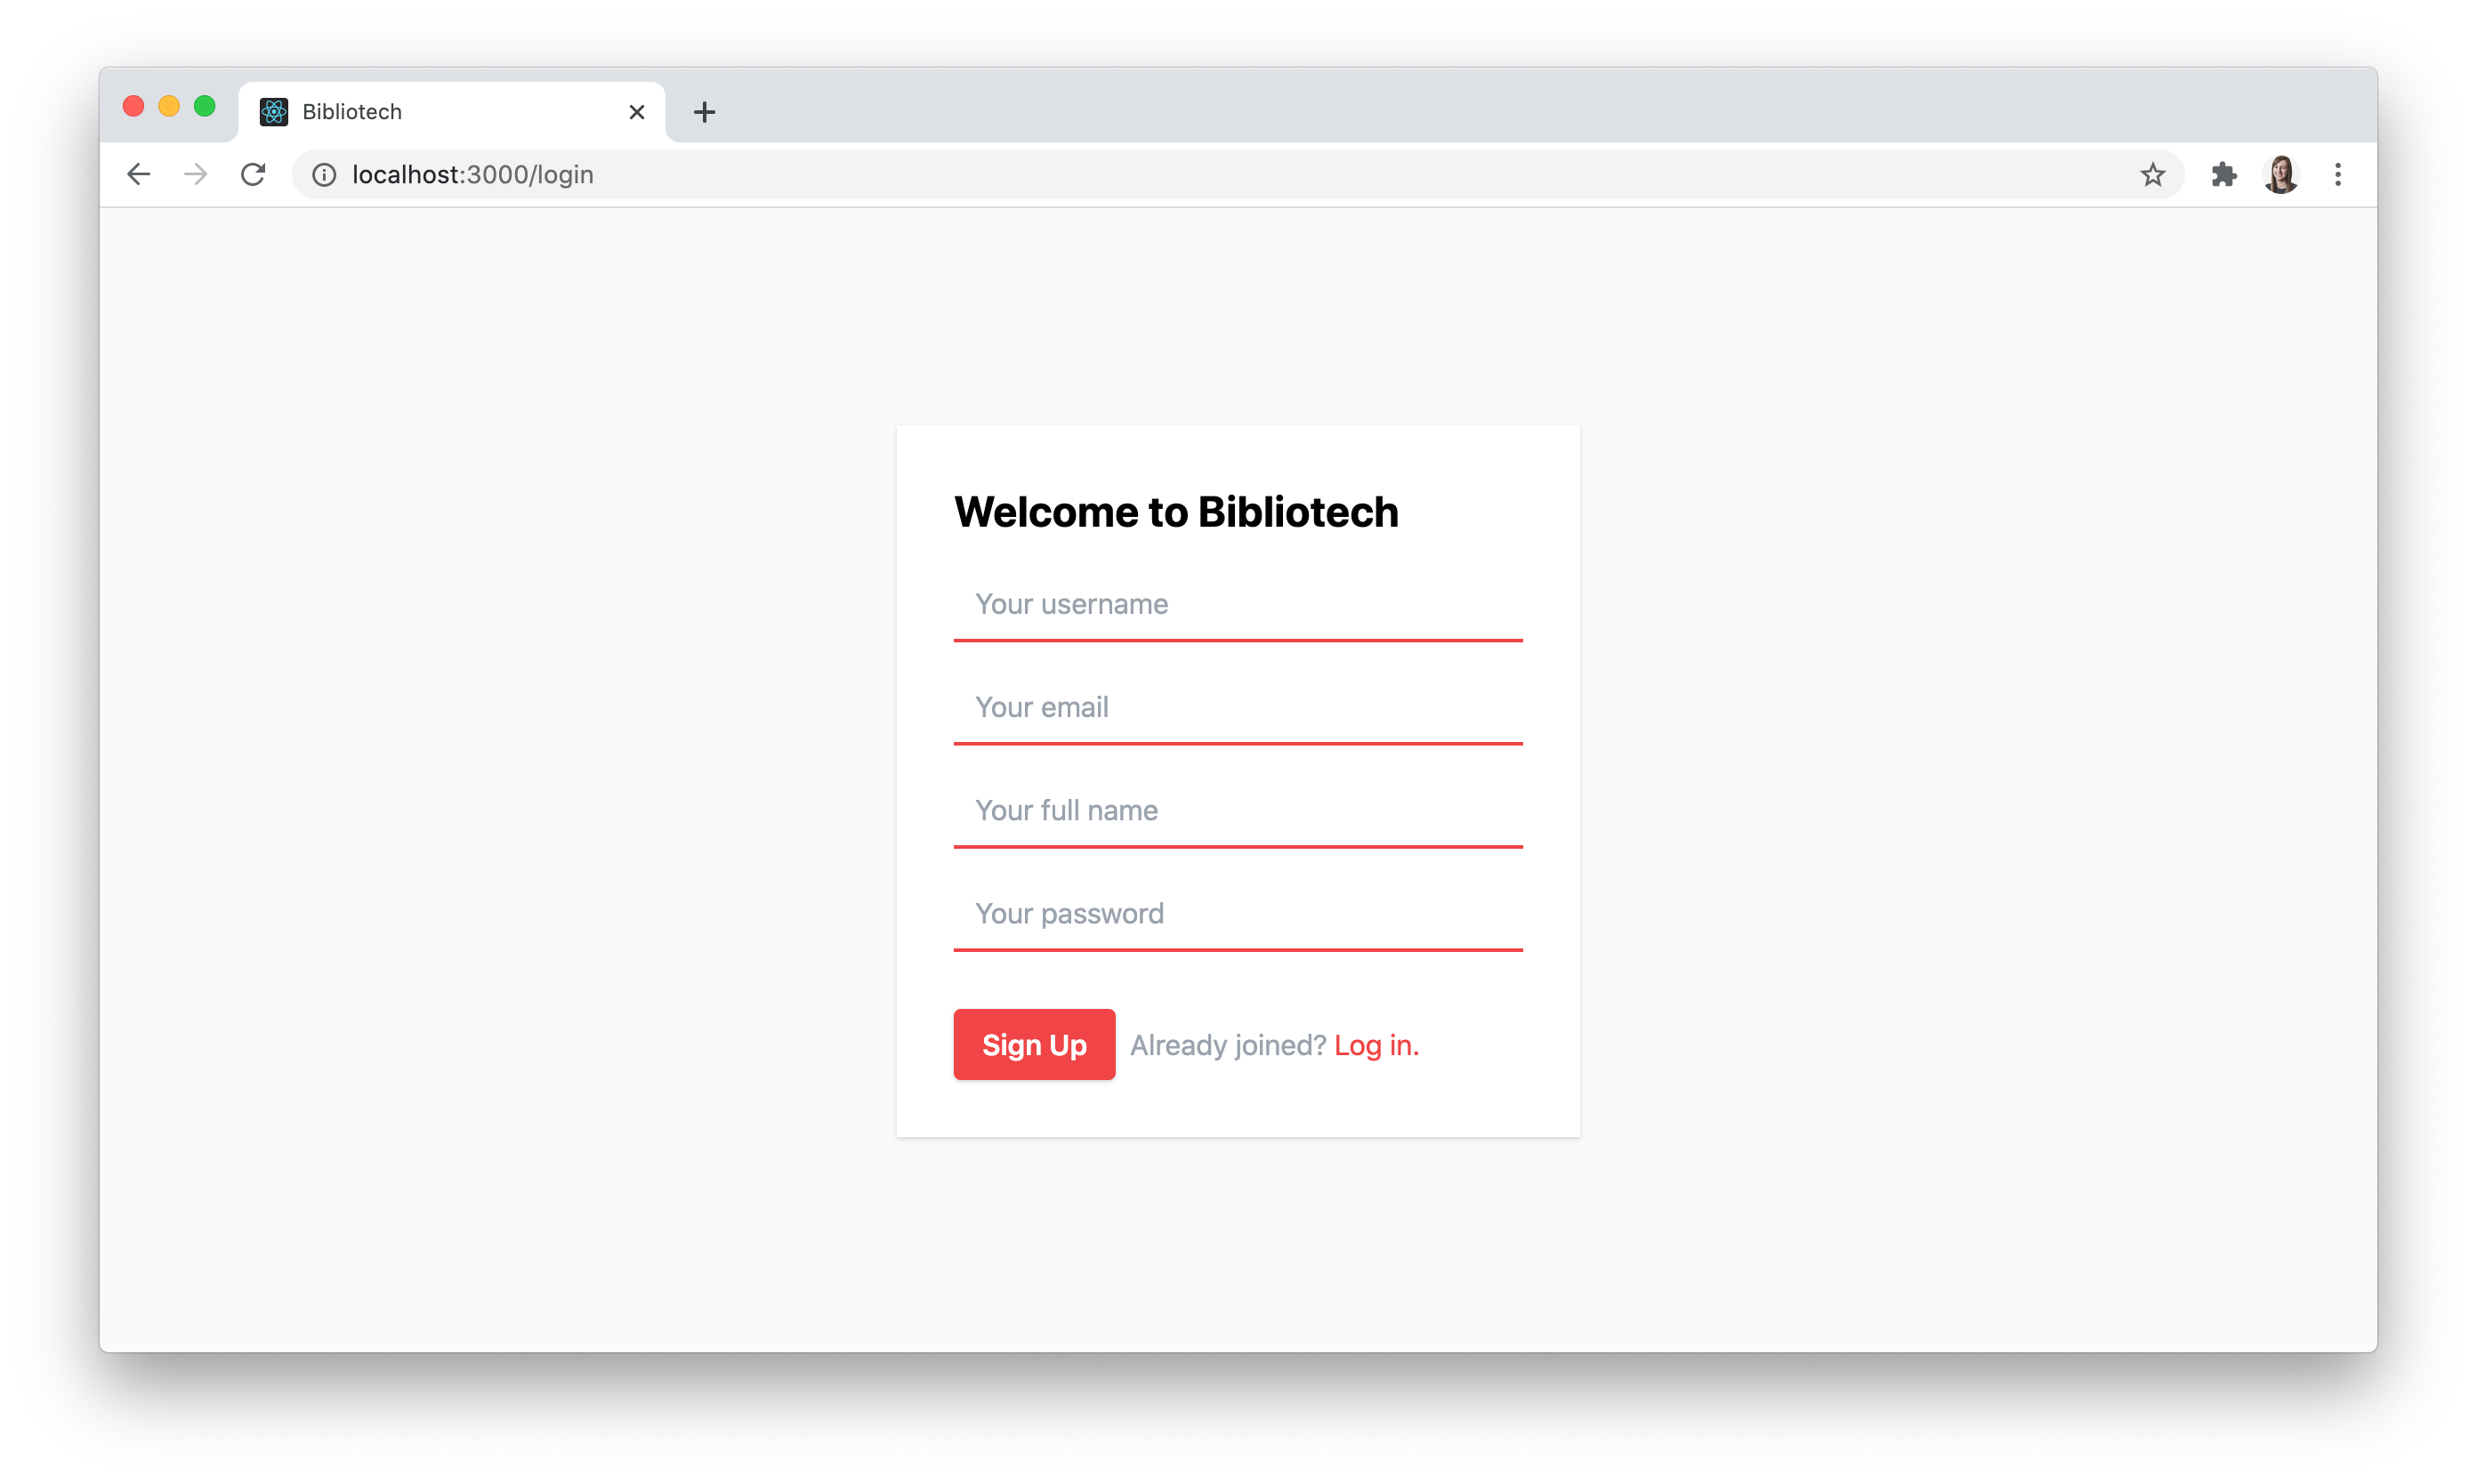 Bibliotech
localhost:3000/login
Welcome to Bibliotech
Your username
Your email
Your full name
Your password
Sign Up Already joined? Log in.